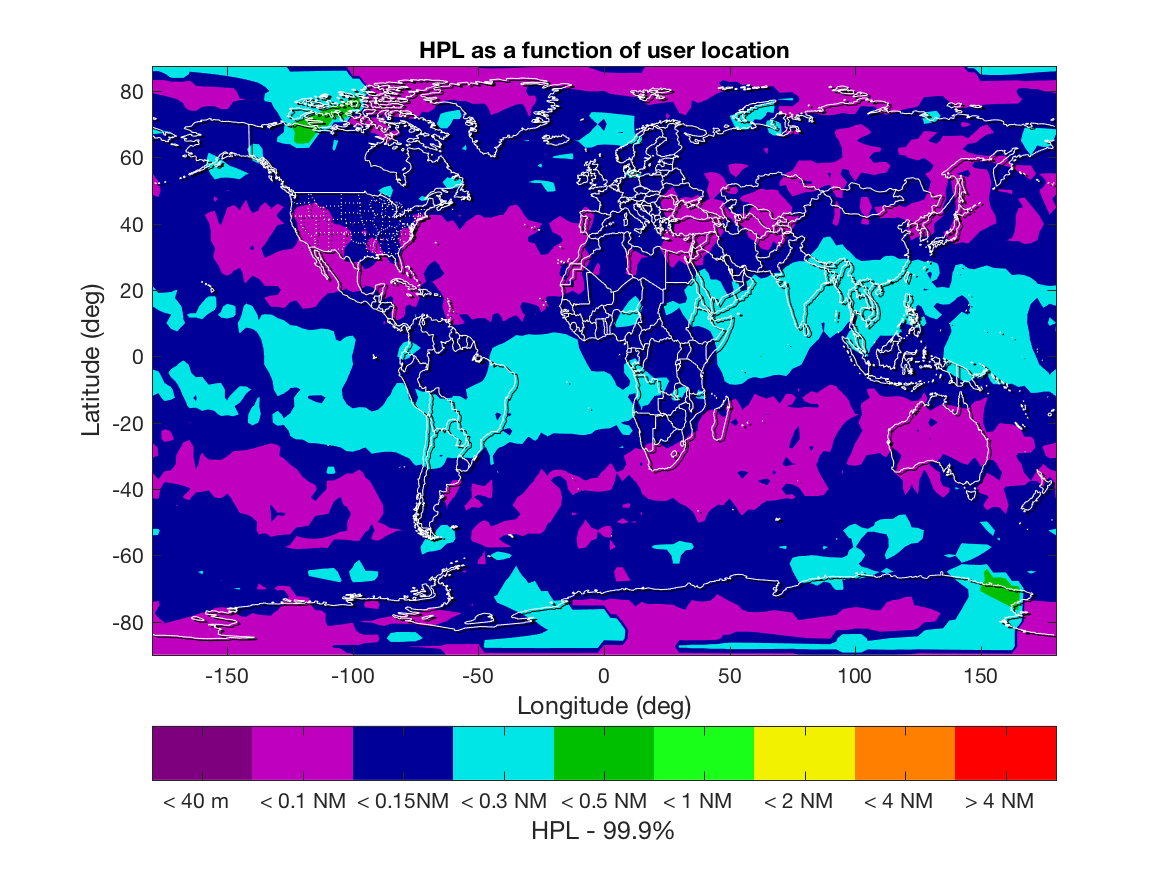 HPL as a function of user location
80
60
40
20
0
-20
-40
-60
-80
Latitude (deg)
-150 -100 -50 0 50 100 150
Longitude (deg)
< 40 m < 0.1 NM < 0.15NM < 0.3 NM < 0.5 NM < 1 NM < 2 NM < 4 NM > 4 NM
HPL - 99.9%